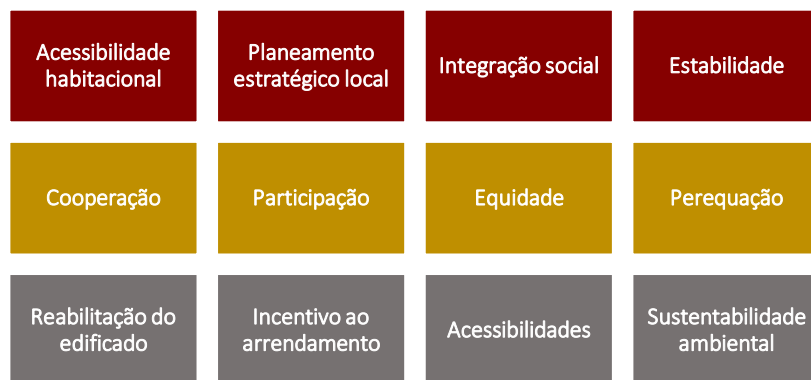 Acessibilidade
habitacional
Planeamento
estratégico local
Integração social
Estabilidade
Cooperação
Participação
Equidade
Perequação
Reabilitação do
edificado
Incentivo ao
arrendamento
Acessibilidades
Sustentabilidade
ambiental